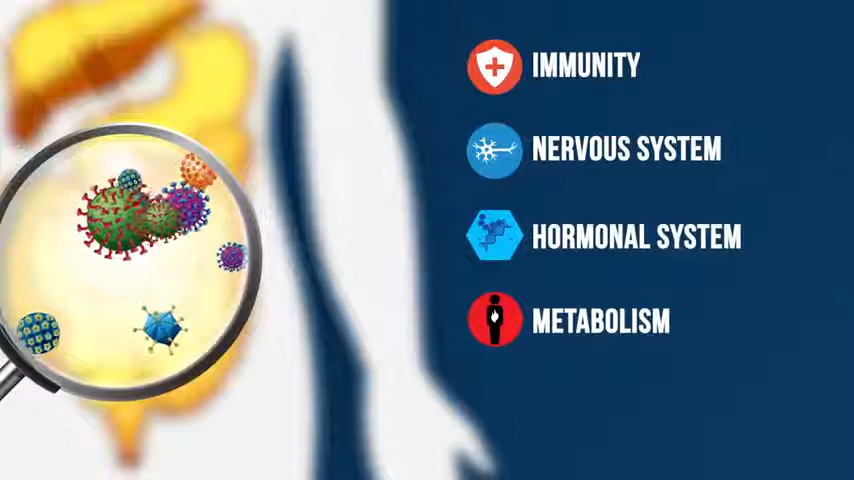 IMMUNITY
NERVOUS SYSTEM
HORMONAL SYSTEM
METABOLISM